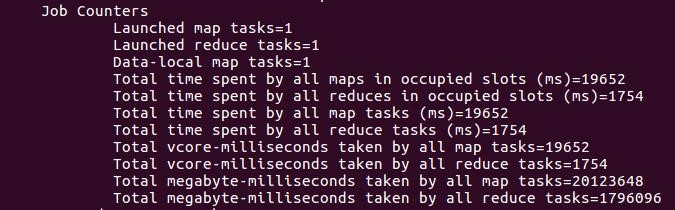 Job Counters
Launched map tasks=1
Launched reduce tasks=1
Data-local map tasks=1
Total time spent by all maps in occupied slots (ms)=19652
Total time spent by all reduces in occupied slots (ms)=1754
Total time spent by all map tasks (ms)=19652
Total time spent by all reduce tasks (ms)=1754
Total vcore-milliseconds taken by all map tasks=19652
Total vcore-milliseconds taken by all reduce tasks=1754
Total megabyte-milliseconds taken by all map tasks=20123648
Total megabyte-milliseconds taken by all reduce tasks=1796096